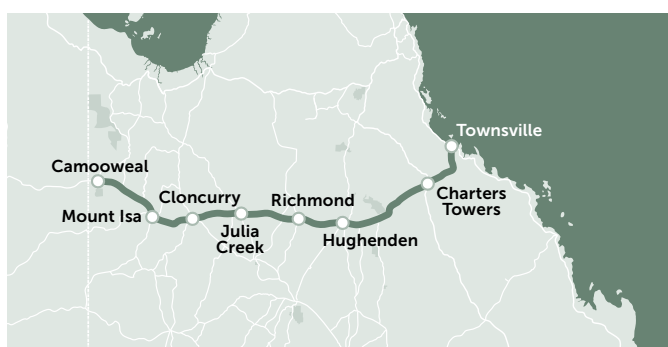 Townsville
Camooweal
Cloncurry
Richmond
Charters
Towers
Mount Isa
Julia
Creek
Hughenden